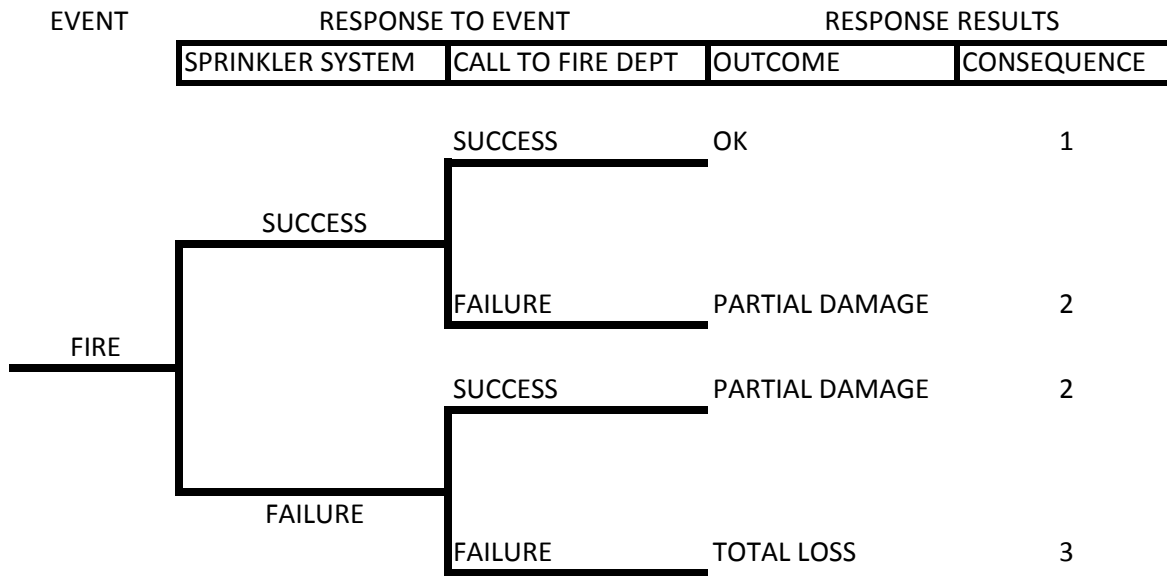 EVENT RESPONSE TO EVENT RESPONSE RESULTS
SPRINKLER SYSTEM CALL TO FIRE DEPT OUTCOME CONSEQUENCE
SUCCESS OK 1
SUCCESS
FAILURE PARTIAL DAMAGE 2
FIRE
SUCCESS PARTIAL DAMAGE 2
FAILURE
FAILURE TOTAL LOSS 3